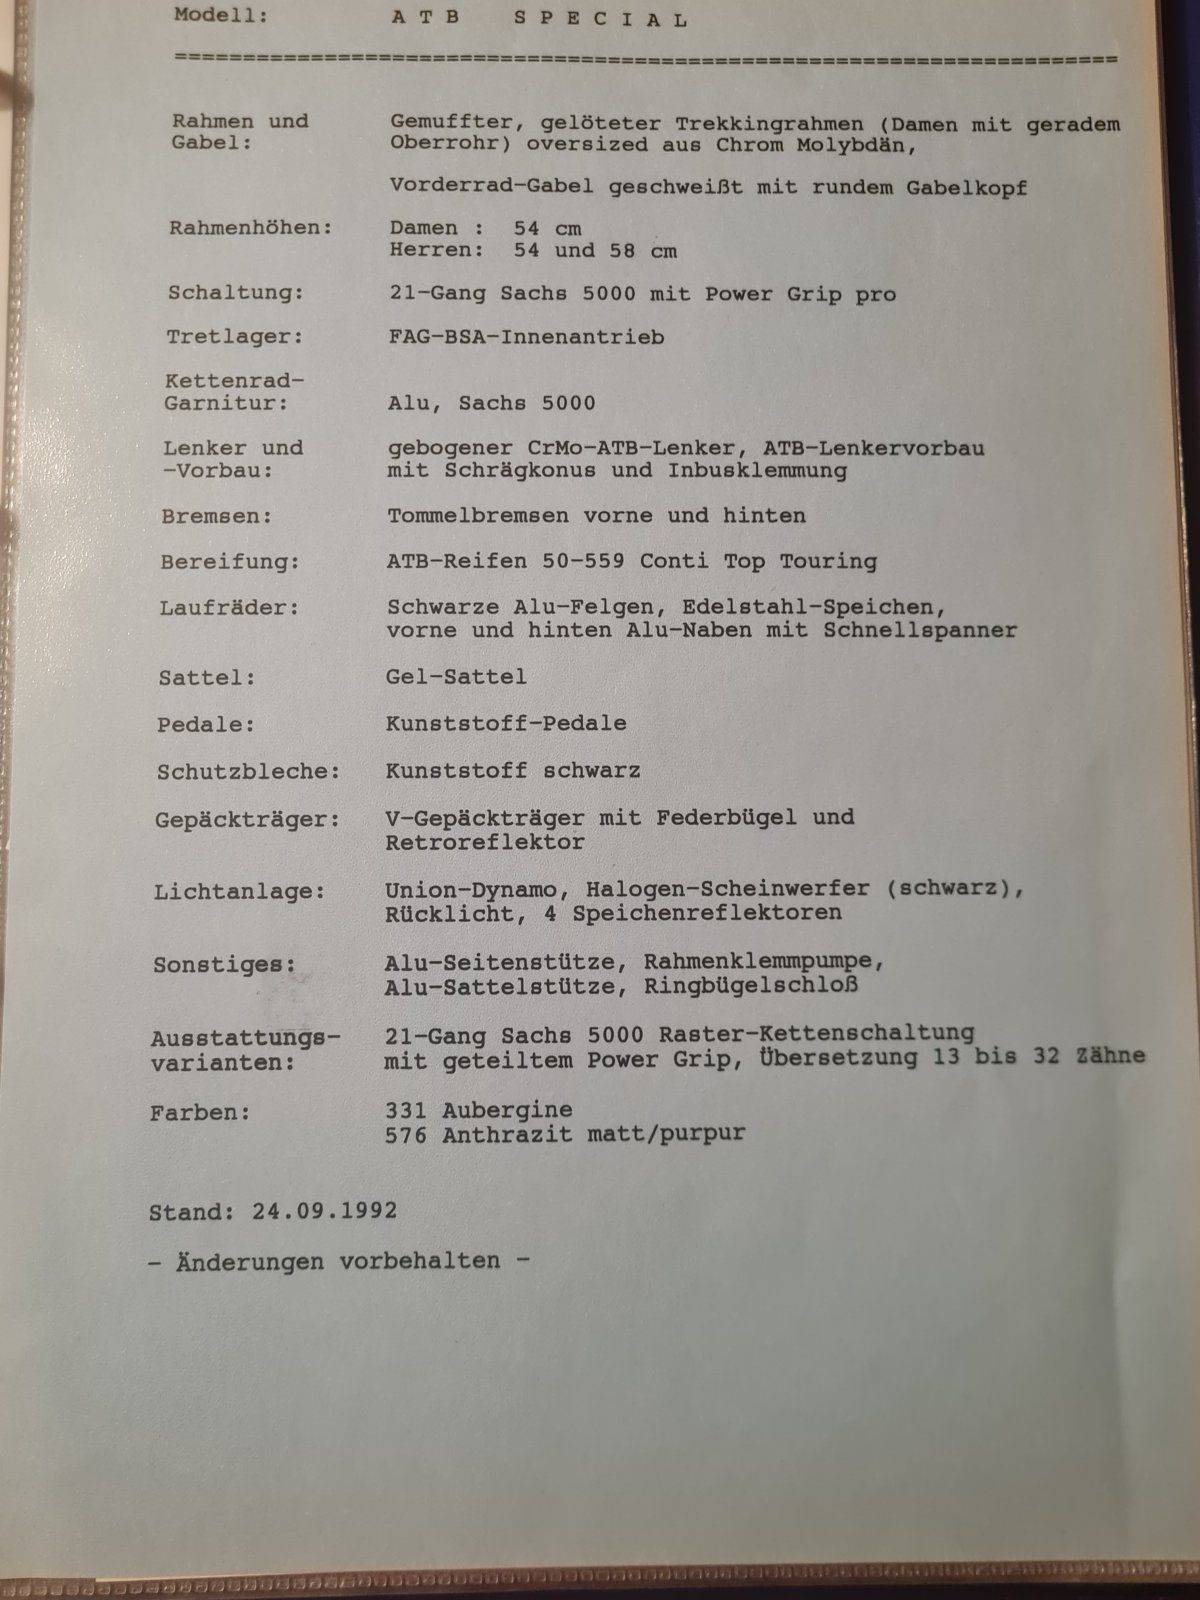 Modell: A T B  S P E C I A L
======================================================================
Rahmen und Gemuffter, gelöteter Trekkingrahmen (Damen mit geradem
Gabel: Oberrohr) oversized aus Chrom Molybdän,
Vorderrad-Gabel geschweißt mit rundem Gabelkopf
Rahmenhöhen: Damen : 54 cm
Herren: 54 und 58 cm
Schaltung: 21-Gang Sachs 5000 mit Power Grip pro
Tretlager: FAG-BSA-Innenantrieb
Kettenrad-
Garnitur: Alu, Sachs 5000
Lenker und gebogener CrMo-ATB-Lenker, ATB-Lenkervorbau
-Vorbau: mit Schrägkonus und Inbusklemmung
Bremsen: Tommelbremsen vorne und hinten
Bereifung: ATB-Reifen 50-559 Conti Top Touring
Laufräder: Schwarze Alu-Felgen, Edelstahl-Speichen,
vorne und hinten Alu-Naben mit Schnellspanner
Sattel: Gel-Sattel
Pedale: Kunststoff-Pedale
Schutzbleche: Kunststoff schwarz
Gepäckträger: V-Gepäckträger mit Federbügel und
Retroreflektor
Lichtanlage: Union-Dynamo, Halogen-Scheinwerfer (schwarz),
Rücklicht, 4 Speichenreflektoren
Sonstiges: Alu-Seitenstütze, Rahmenklemmpumpe,
Alu-Sattelstütze, Ringbügelschloß
Ausstattungs- 21-Gang Sachs 5000 Raster-Kettenschaltung
varianten: mit geteiltem Power Grip, Übersetzung 13 bis 32 Zähne
Farben: 331 Aubergine
576 Anthrazit matt/purpur
Stand: 24.09.1992
- Änderungen vorbehalten -